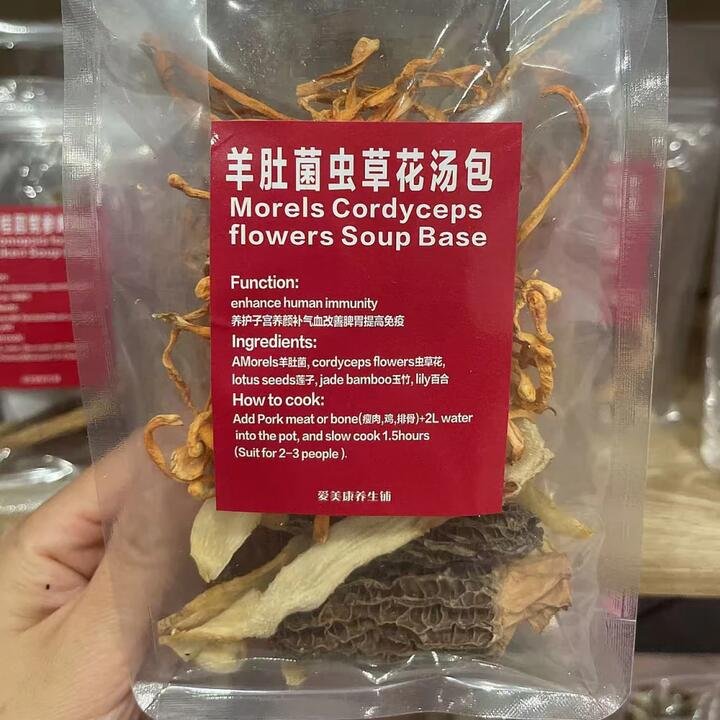 羊肚菌虫草花汤包
Morels Cordyceps
flowers Soup Base
Function:
enhance human immunity
养护子宫养颜补气血改善脾胃提高免疫
Ingredients:
AMorels羊肚菌, cordyceps flowers虫草花,
lotus seeds莲子, jade bamboo玉竹, lily百合
How to cook:
Add Pork meat or bone(瘦肉,鸡,排骨)+2L water
into the pot, and slow cook 1.5hours
(Suit for 2-3 people ).
爱美康养生铺